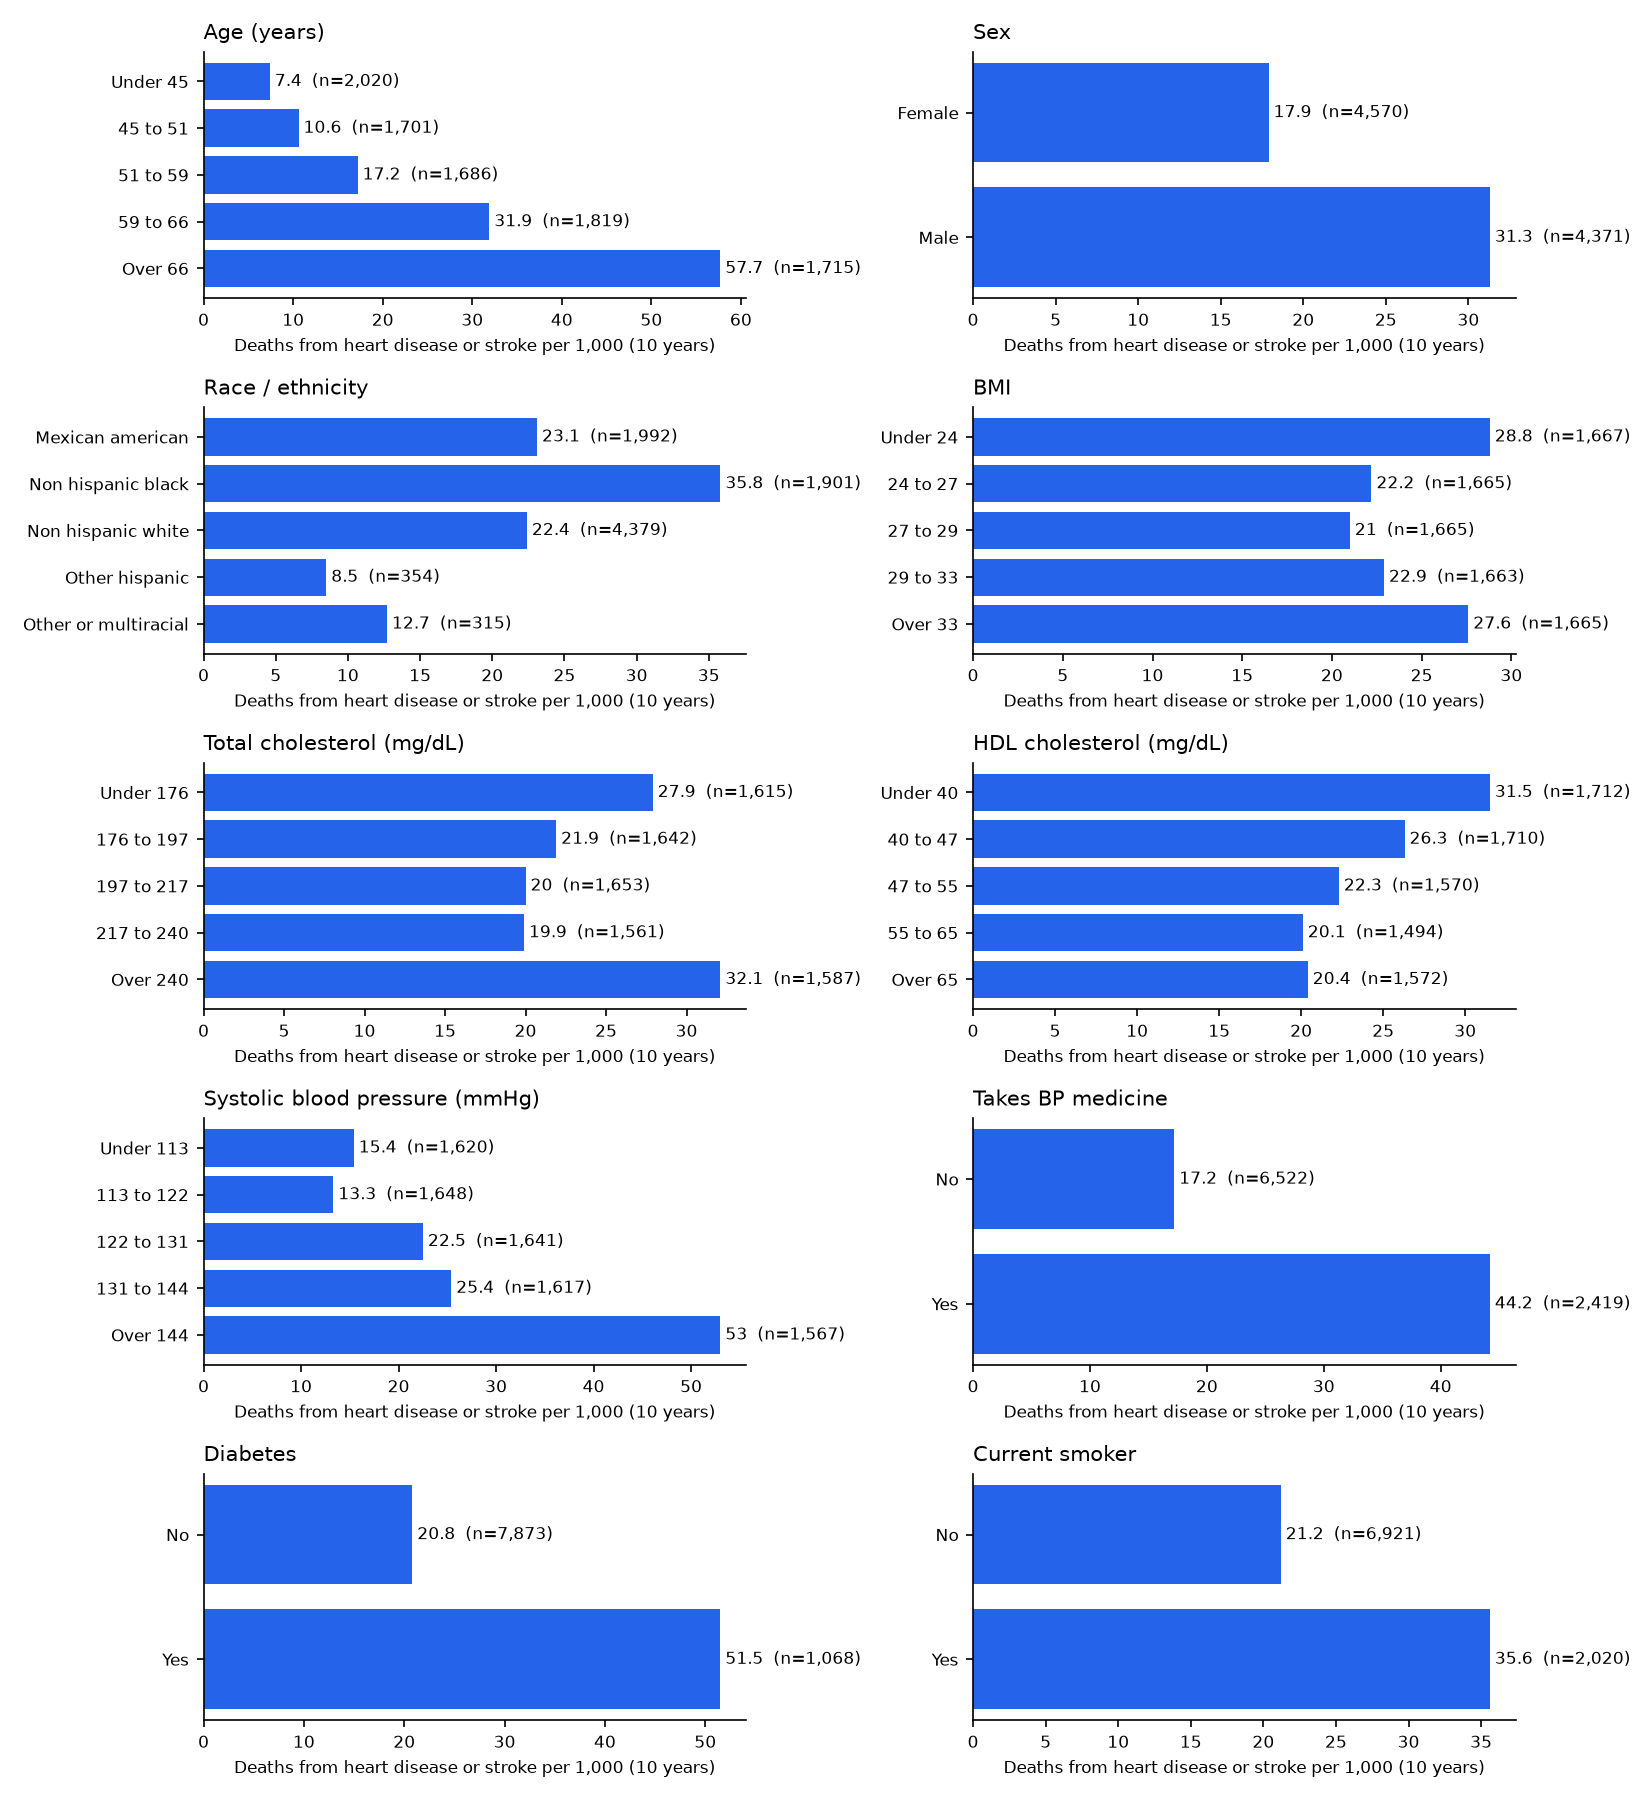 Age (years)
Under 45
7.4 (n=2,020)
45 to 51
10.6 (n=1,701)
51 to 59
17.2 (n=1,686)
59 to 66
31.9 (n=1,819)
Over 66
57.7 (n=1,715)
0 10 20 30 40 50 60
Deaths from heart disease or stroke per 1,000 (10 years)
Sex
Female
17.9 (n=4,570)
Male
31.3 (n=4,371)
0 5 10 15 20 25 30
Deaths from heart disease or stroke per 1,000 (10 years)
Race / ethnicity
Mexican american
23.1 (n=1,992)
Non hispanic black
35.8 (n=1,901)
Non hispanic white
22.4 (n=4,379)
Other hispanic
8.5 (n=354)
Other or multiracial
12.7 (n=315)
0 5 10 15 20 25 30 35
Deaths from heart disease or stroke per 1,000 (10 years)
BMI
Under 24
28.8 (n=1,667)
24 to 27
22.2 (n=1,665)
27 to 29
21 (n=1,665)
29 to 33
22.9 (n=1,663)
Over 33
27.6 (n=1,665)
0 5 10 15 20 25 30
Deaths from heart disease or stroke per 1,000 (10 years)
Total cholesterol (mg/dL)
Under 176
27.9 (n=1,615)
176 to 197
21.9 (n=1,642)
197 to 217
20 (n=1,653)
217 to 240
19.9 (n=1,561)
Over 240
32.1 (n=1,587)
0 5 10 15 20 25 30
Deaths from heart disease or stroke per 1,000 (10 years)
HDL cholesterol (mg/dL)
Under 40
31.5 (n=1,712)
40 to 47
26.3 (n=1,710)
47 to 55
22.3 (n=1,570)
55 to 65
20.1 (n=1,494)
Over 65
20.4 (n=1,572)
0 5 10 15 20 25 30
Deaths from heart disease or stroke per 1,000 (10 years)
Systolic blood pressure (mmHg)
Under 113
15.4 (n=1,620)
113 to 122
13.3 (n=1,648)
122 to 131
22.5 (n=1,641)
131 to 144
25.4 (n=1,617)
Over 144
53 (n=1,567)
0 10 20 30 40 50
Deaths from heart disease or stroke per 1,000 (10 years)
Takes BP medicine
No
17.2 (n=6,522)
Yes
44.2 (n=2,419)
0 10 20 30 40
Deaths from heart disease or stroke per 1,000 (10 years)
Diabetes
No
20.8 (n=7,873)
Yes
51.5 (n=1,068)
0 10 20 30 40 50
Deaths from heart disease or stroke per 1,000 (10 years)
Current smoker
No
21.2 (n=6,921)
Yes
35.6 (n=2,020)
0 5 10 15 20 25 30 35
Deaths from heart disease or stroke per 1,000 (10 years)